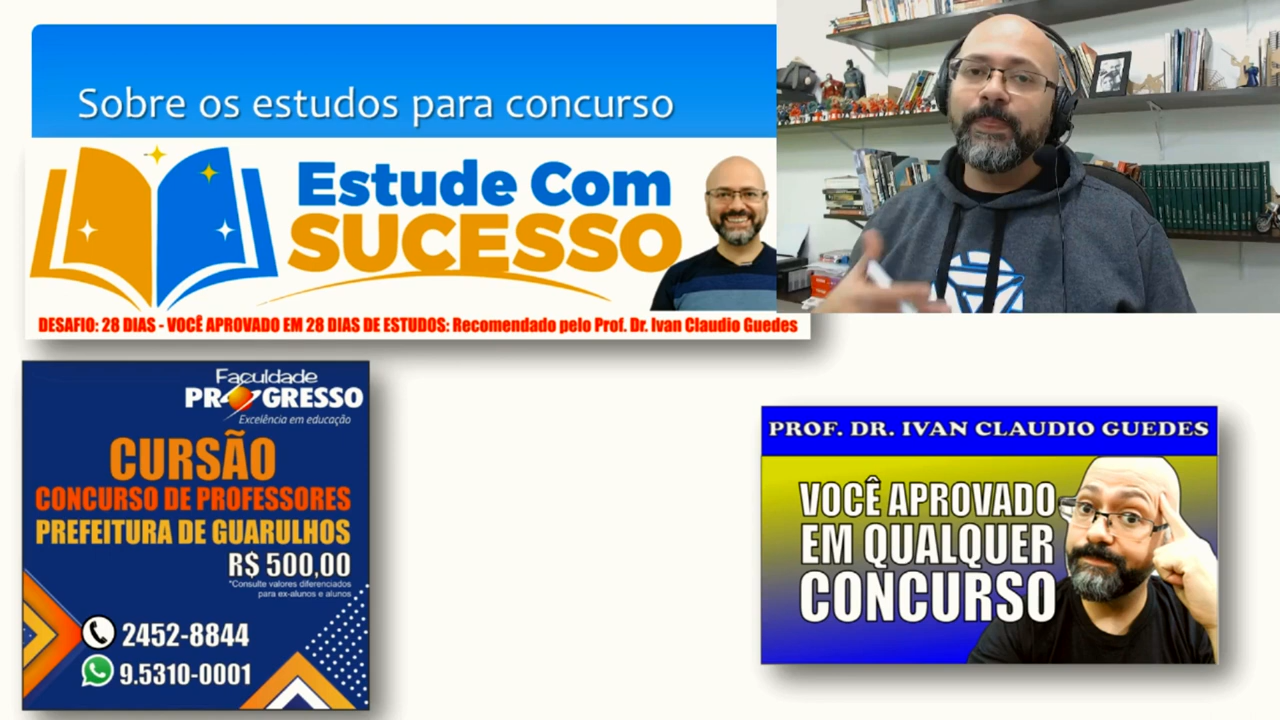 Sobre os estudos para concurso
Estude Com
SUCESSO
DESAFIO: 28 DIAS - VOCÊ APROVADO EM 28 DIAS DE ESTUDOS: Recomendado pelo Prof. Dr. Ivan Claudio Guedes
Faculdade
PROGRESSO
Excelência em educação
CURSÃO
CONCURSO DE PROFESSORES
PREFEITURA DE GUARULHOS
R$ 500,00
*Consulte valores diferenciados
para ex-alunos e alunos
2452-8844
9.5310-0001
PROF. DR. IVAN CLAUDIO GUEDES
VOCÊ APROVADO
EM QUALQUER
CONCURSO